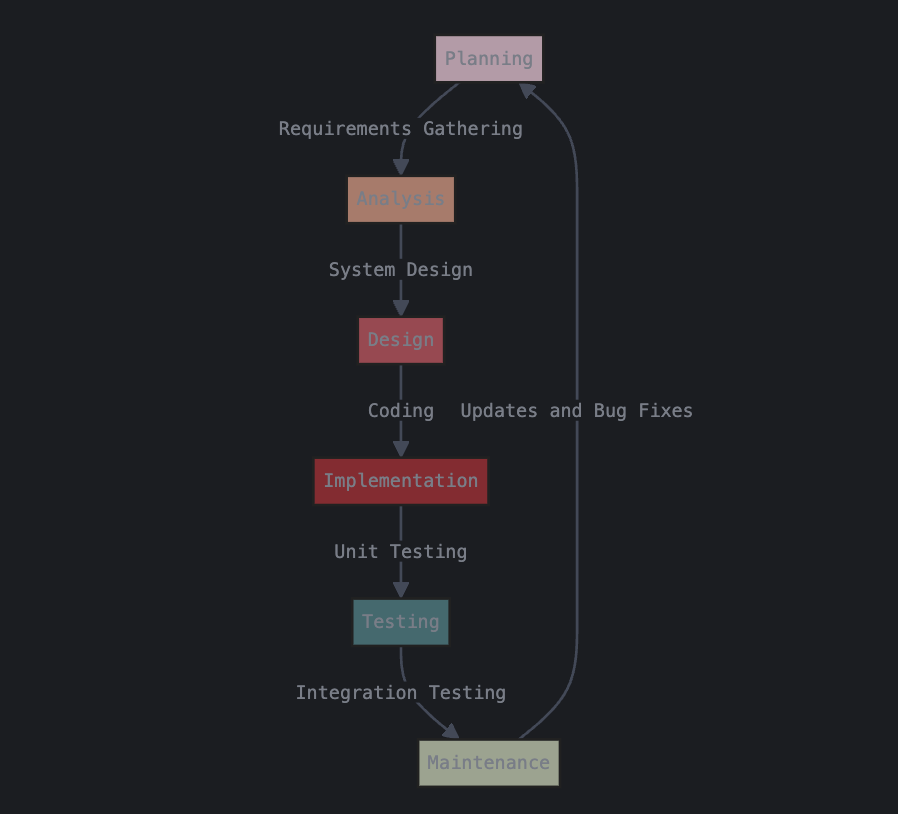 Planning
Requirements Gathering
Analysis
System Design
Design
Coding
Updates and Bug Fixes
Implementation
Unit Testing
Testing
Integration Testing
Maintenance